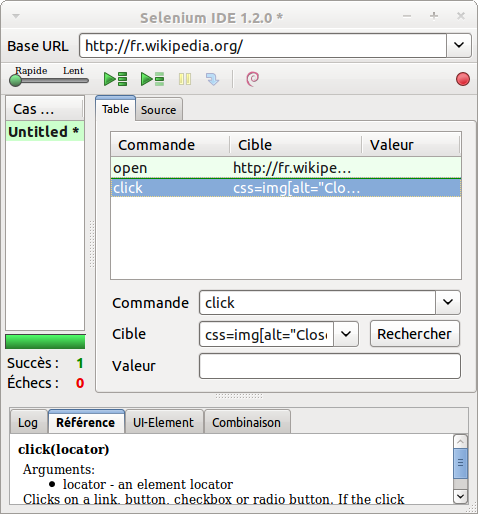 Selenium IDE 1.2.0 *
Base URL http://fr.wikipedia.org/
Rapide Lent
Cas ...
Untitled *
Table Source
Commande Cible Valeur
open http://fr.wikipe...
click css=img[alt="Clo...
Commande click
Cible css=img[alt="Close Rechercher
Valeur
Succès : 1
Échecs : 0
Log Référence UI-Element Combinaison
click(locator)
Arguments:
• locator - an element locator
Clicks on a link, button, checkbox or radio button. If the click